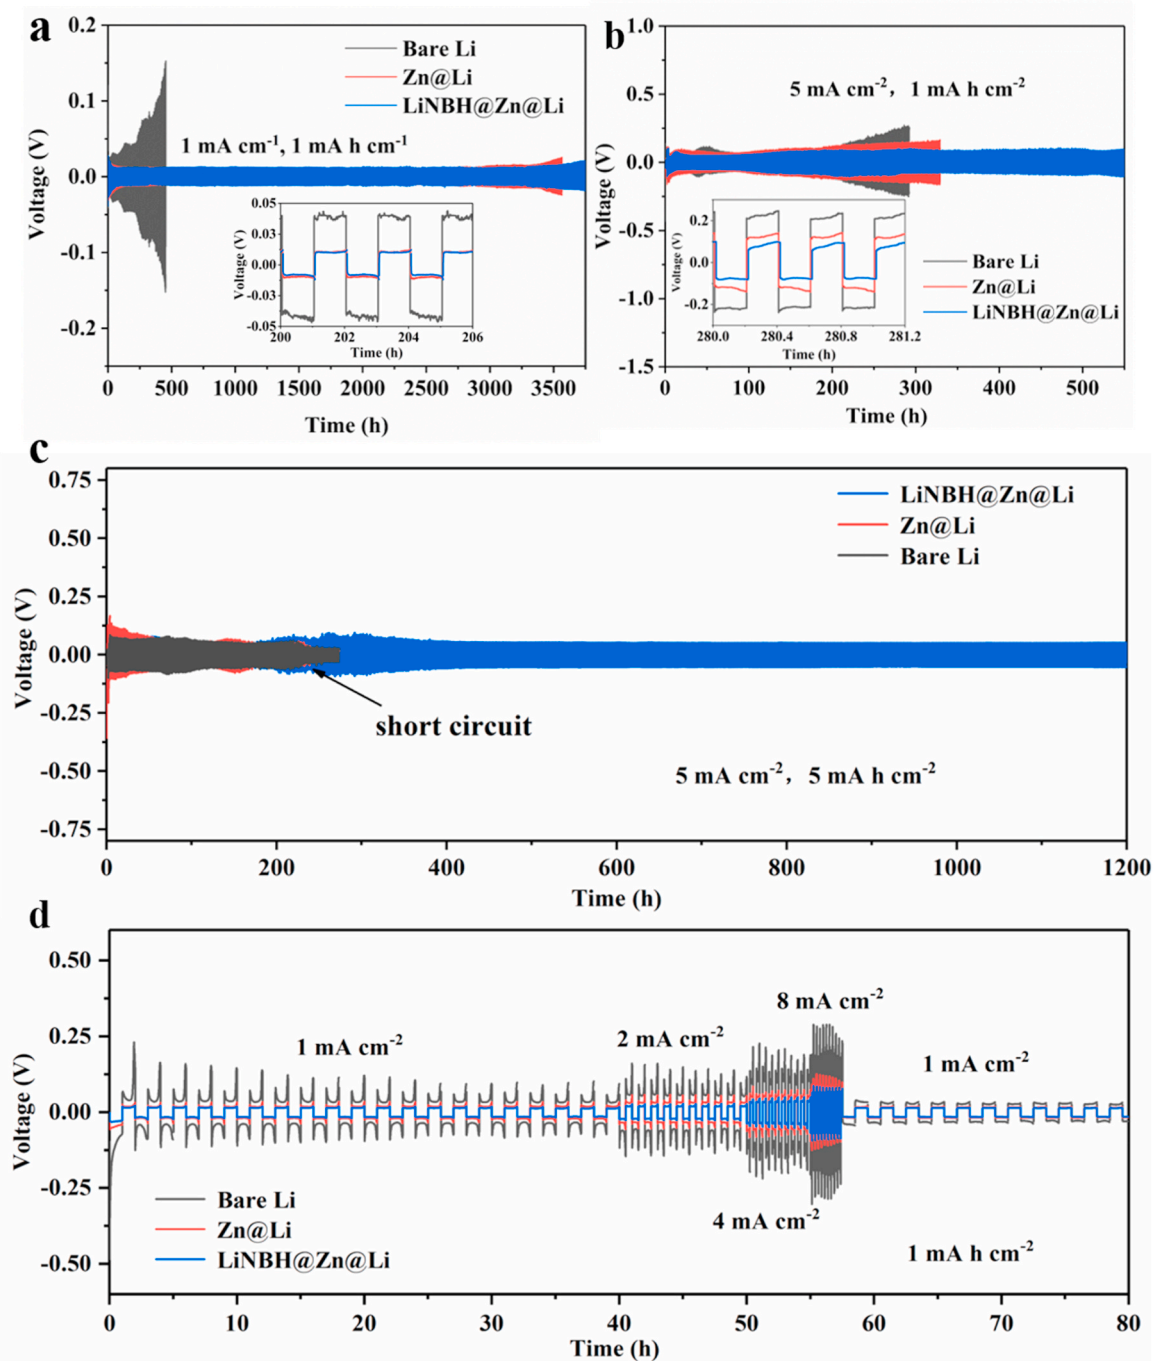 a
0.2
0.1
0.0
-0.1
-0.2
Voltage (V)
Bare Li
Zn@Li
LiNBH@Zn@Li
1 mA cm-1, 1 mA h cm-1
0.05
0.03
0.00
-0.03
-0.05
Voltage (V)
200 202 204 206
Time (h)
0 500 1000 1500 2000 2500 3000 3500
Time (h)
b
1.0
0.5
0.0
-0.5
-1.0
-1.5
Voltage (V)
5 mA cm-2, 1 mA h cm-2
0.2
0.0
-0.2
Voltage (V)
280.0 280.4 280.8 281.2
Time (h)
Bare Li
Zn@Li
LiNBH@Zn@Li
0 100 200 300 400 500
Time (h)
c
0.75
0.50
0.25
0.00
-0.25
-0.50
-0.75
Voltage (V)
LiNBH@Zn@Li
Zn@Li
Bare Li
short circuit
5 mA cm-2, 5 mA h cm-2
0 200 400 600 800 1000 1200
Time (h)
d
0.50
0.25
0.00
-0.25
-0.50
Voltage (V)
1 mA cm-2
2 mA cm-2
8 mA cm-2
1 mA cm-2
4 mA cm-2
1 mA h cm-2
Bare Li
Zn@Li
LiNBH@Zn@Li
0 10 20 30 40 50 60 70 80
Time (h)